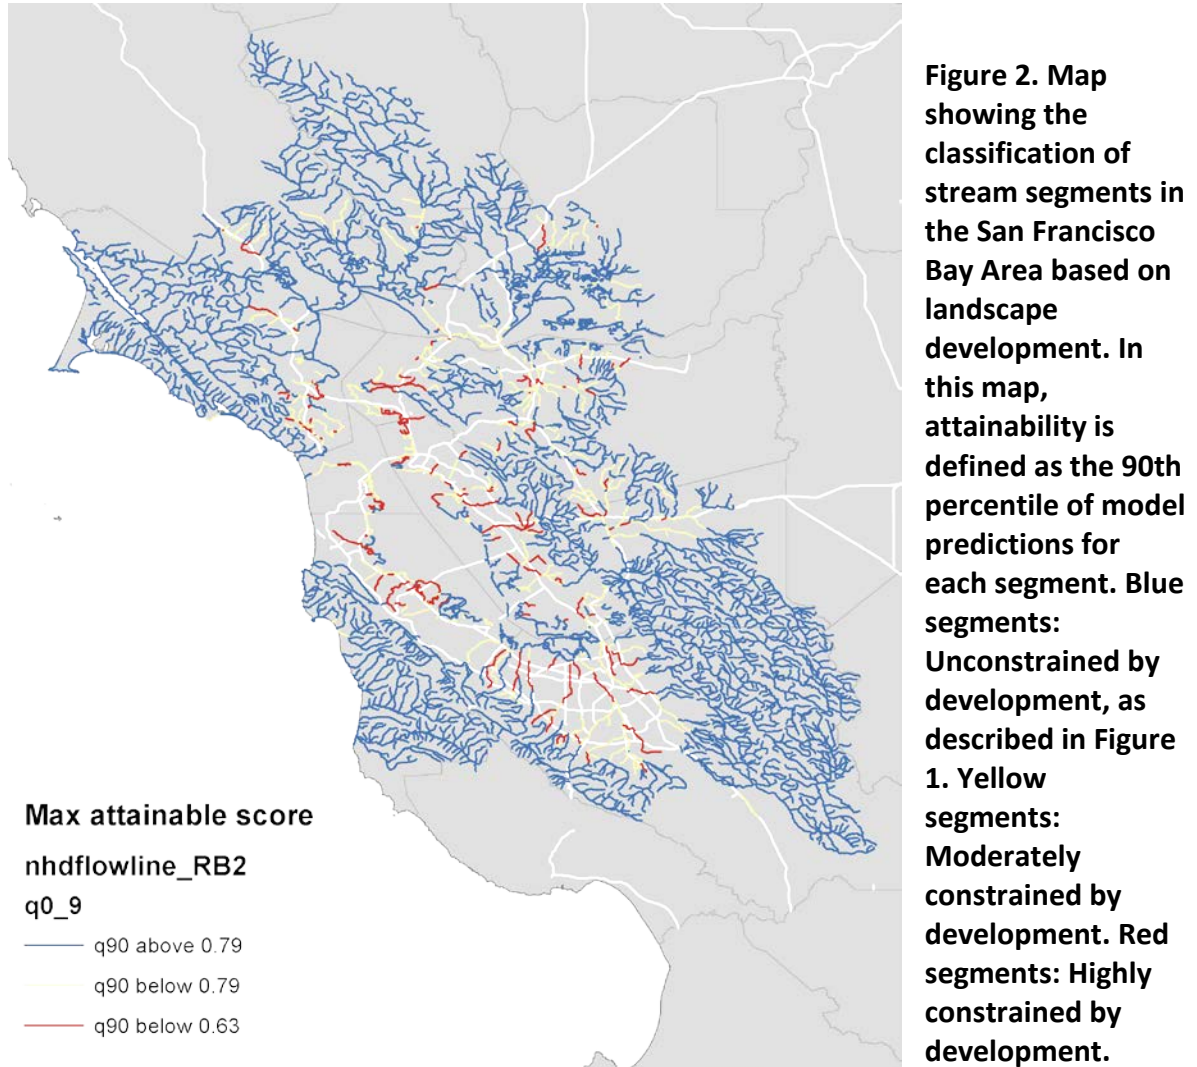 Figure 2. Map
showing the
classification of
stream segments in
the San Francisco
Bay Area based on
landscape
development. In
this map,
attainability is
defined as the 90th
percentile of model
predictions for
each segment. Blue
segments:
Unconstrained by
development, as
described in Figure
1. Yellow
segments:
Moderately
constrained by
development. Red
segments: Highly
constrained by
development.
Max attainable score
nhdflowline_RB2
q0_9
q90 above 0.79
q90 below 0.79
q90 below 0.63